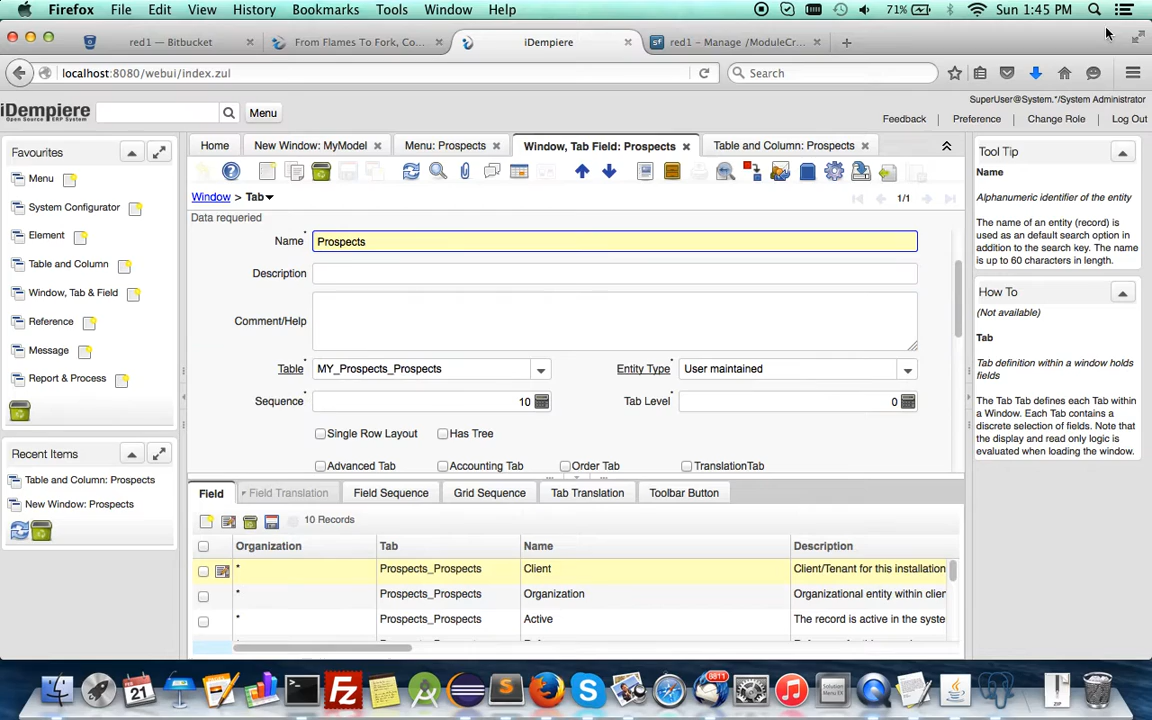 Firefox File Edit View History Bookmarks Tools Window Help 71% Sun 1:45 PM
red1 — Bitbucket × From Flames To Fork, Co... × iDempiere × sf red1 - Manage /ModuleCr... × +
localhost:8080/webui/index.zul Search
iDempiere Menu SuperUser@System.*/System Administrator
Open Source ERP System Feedback Preference Change Role Log Out
Favourites
Menu
System Configurator
Element
Table and Column
Window, Tab & Field
Reference
Message
Report & Process
Recent Items
Table and Column: Prospects
New Window: Prospects
Home New Window: MyModel × Menu: Prospects × Window, Tab Field: Prospects × Table and Column: Prospects ×
Window > Tab 1/1
Data requeried
Name * Prospects
Description
Comment/Help
Table * MY_Prospects_Prospects Entity Type * User maintained
Sequence * 10 Tab Level * 0
Single Row Layout Has Tree
Advanced Tab Accounting Tab Order Tab TranslationTab
Field Field Translation Field Sequence Grid Sequence Tab Translation Toolbar Button
10 Records
Organization Tab Name Description
* Prospects_Prospects Client Client/Tenant for this installation
* Prospects_Prospects Organization Organizational entity within clier
* Prospects_Prospects Active The record is active in the syste
Tool Tip
Name
Alphanumeric identifier of the entity
The name of an entity (record) is
used as an default search option in
addition to the search key. The name
is up to 60 characters in length.
How To
(Not available)
Tab
Tab definition within a window holds
fields
The Tab Tab defines each Tab within
a Window. Each Tab contains a
discrete selection of fields. Note that
the display and read only logic is
evaluated when loading the window.
FEB
21
FZ
9811